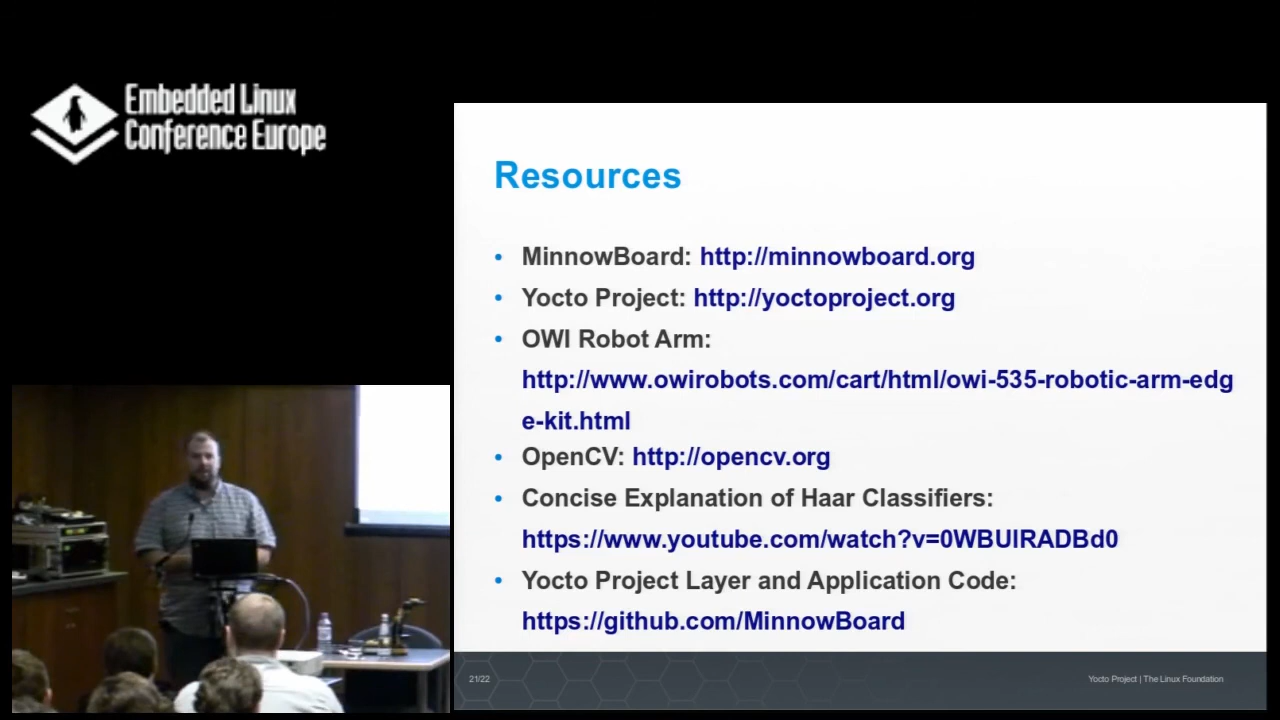 Embedded Linux
Conference Europe
Resources
• MinnowBoard: http://minnowboard.org
• Yocto Project: http://yoctoproject.org
• OWI Robot Arm:
http://www.owirobots.com/cart/html/owi-535-robotic-arm-edg
e-kit.html
• OpenCV: http://opencv.org
• Concise Explanation of Haar Classifiers:
https://www.youtube.com/watch?v=0WBUIRADBd0
• Yocto Project Layer and Application Code:
https://github.com/MinnowBoard
21/22
Yocto Project | The Linux Foundation